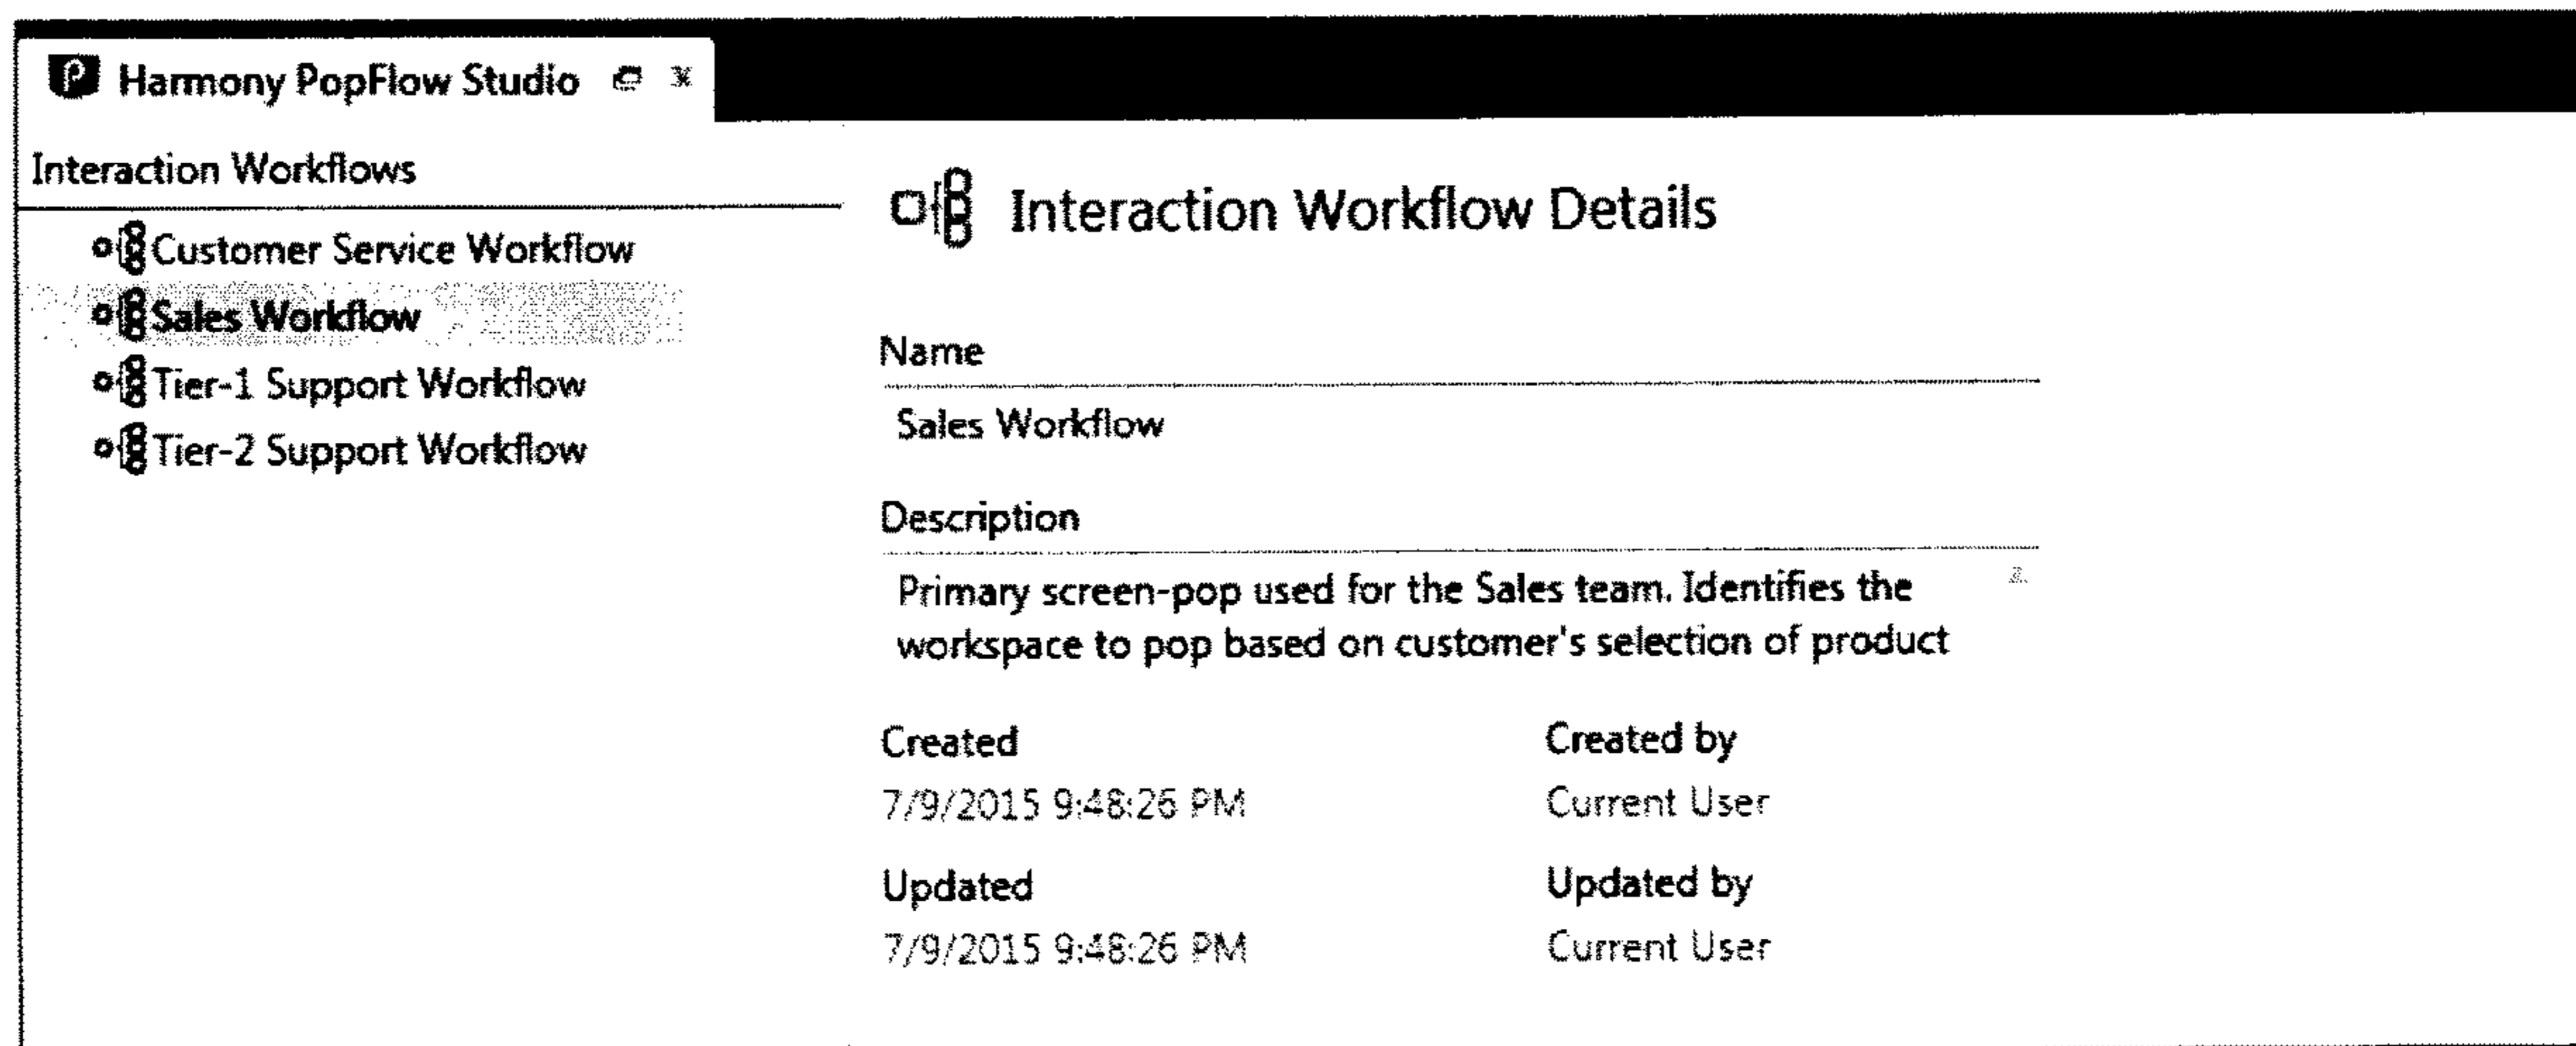 Harmony PopFlow Studio
Interaction Workflows
Customer Service Workflow
Sales Workflow
Tier-1 Support Workflow
Tier-2 Support Workflow
Interaction Workflow Details
Name
Sales Workflow
Description
Primary screen-pop used for the Sales team. Identifies the
workspace to pop based on customer's selection of product
Created
Created by
7/9/2015 9:48:26 PM
Current User
Updated
Updated by
7/9/2015 9:48:26 PM
Current User